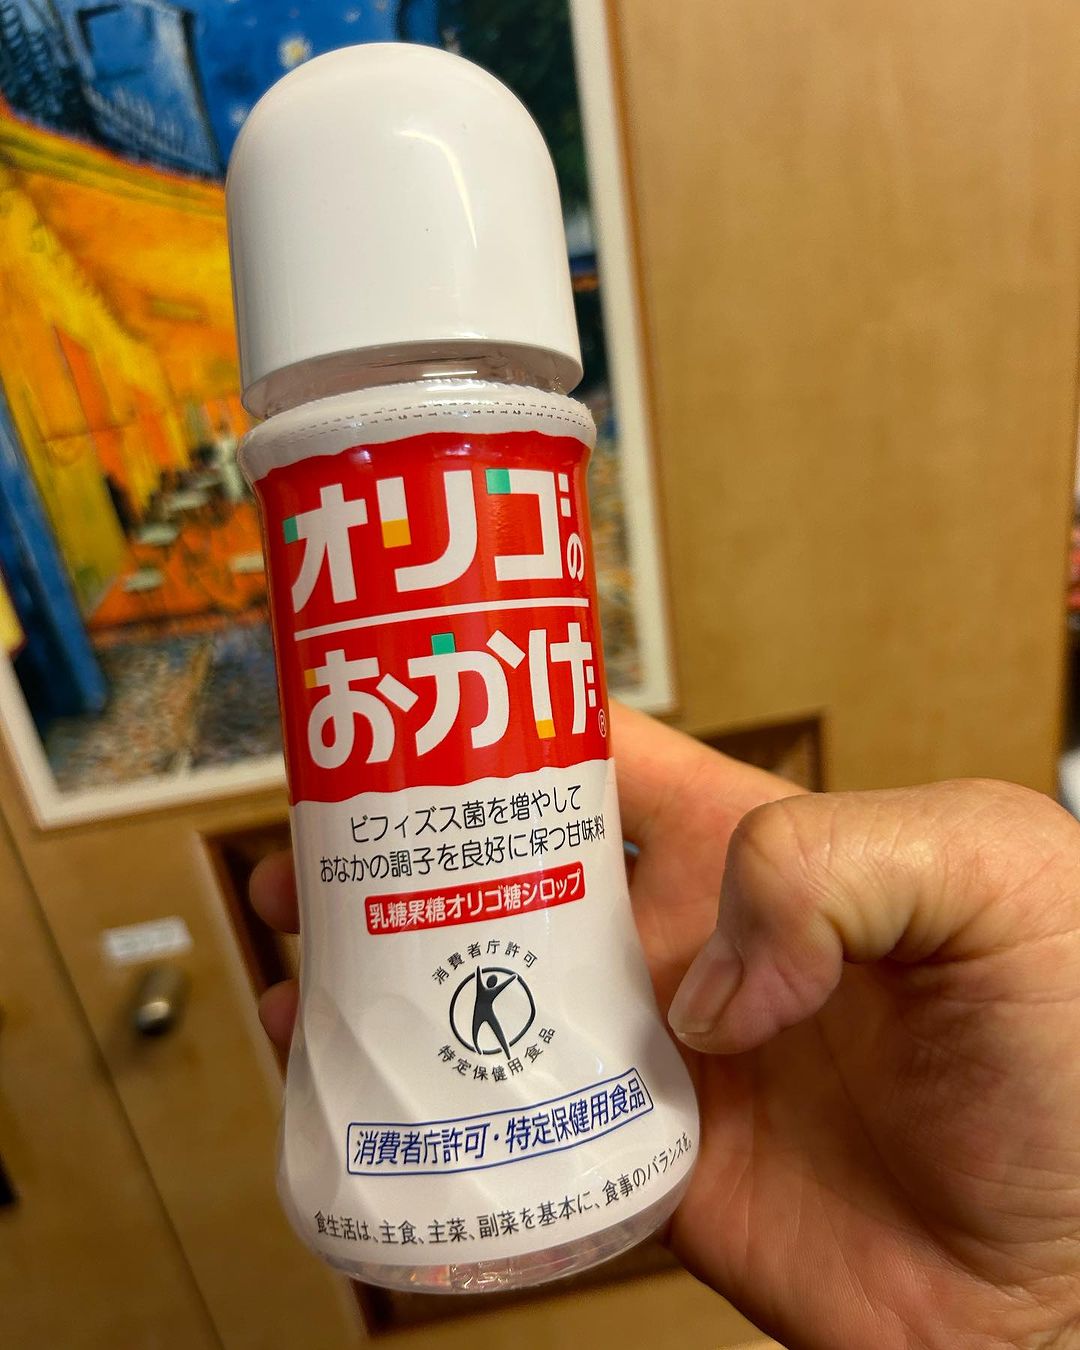 オリゴの
おかげ®
ビフィズス菌を増やして
おなかの調子を良好に保つ甘味料
乳糖果糖オリゴ糖シロップ
消費者庁許可
特定保健用食品
消費者庁許可・特定保健用食品
食生活は、主食、主菜、副菜を基本に、食事のバランスを。